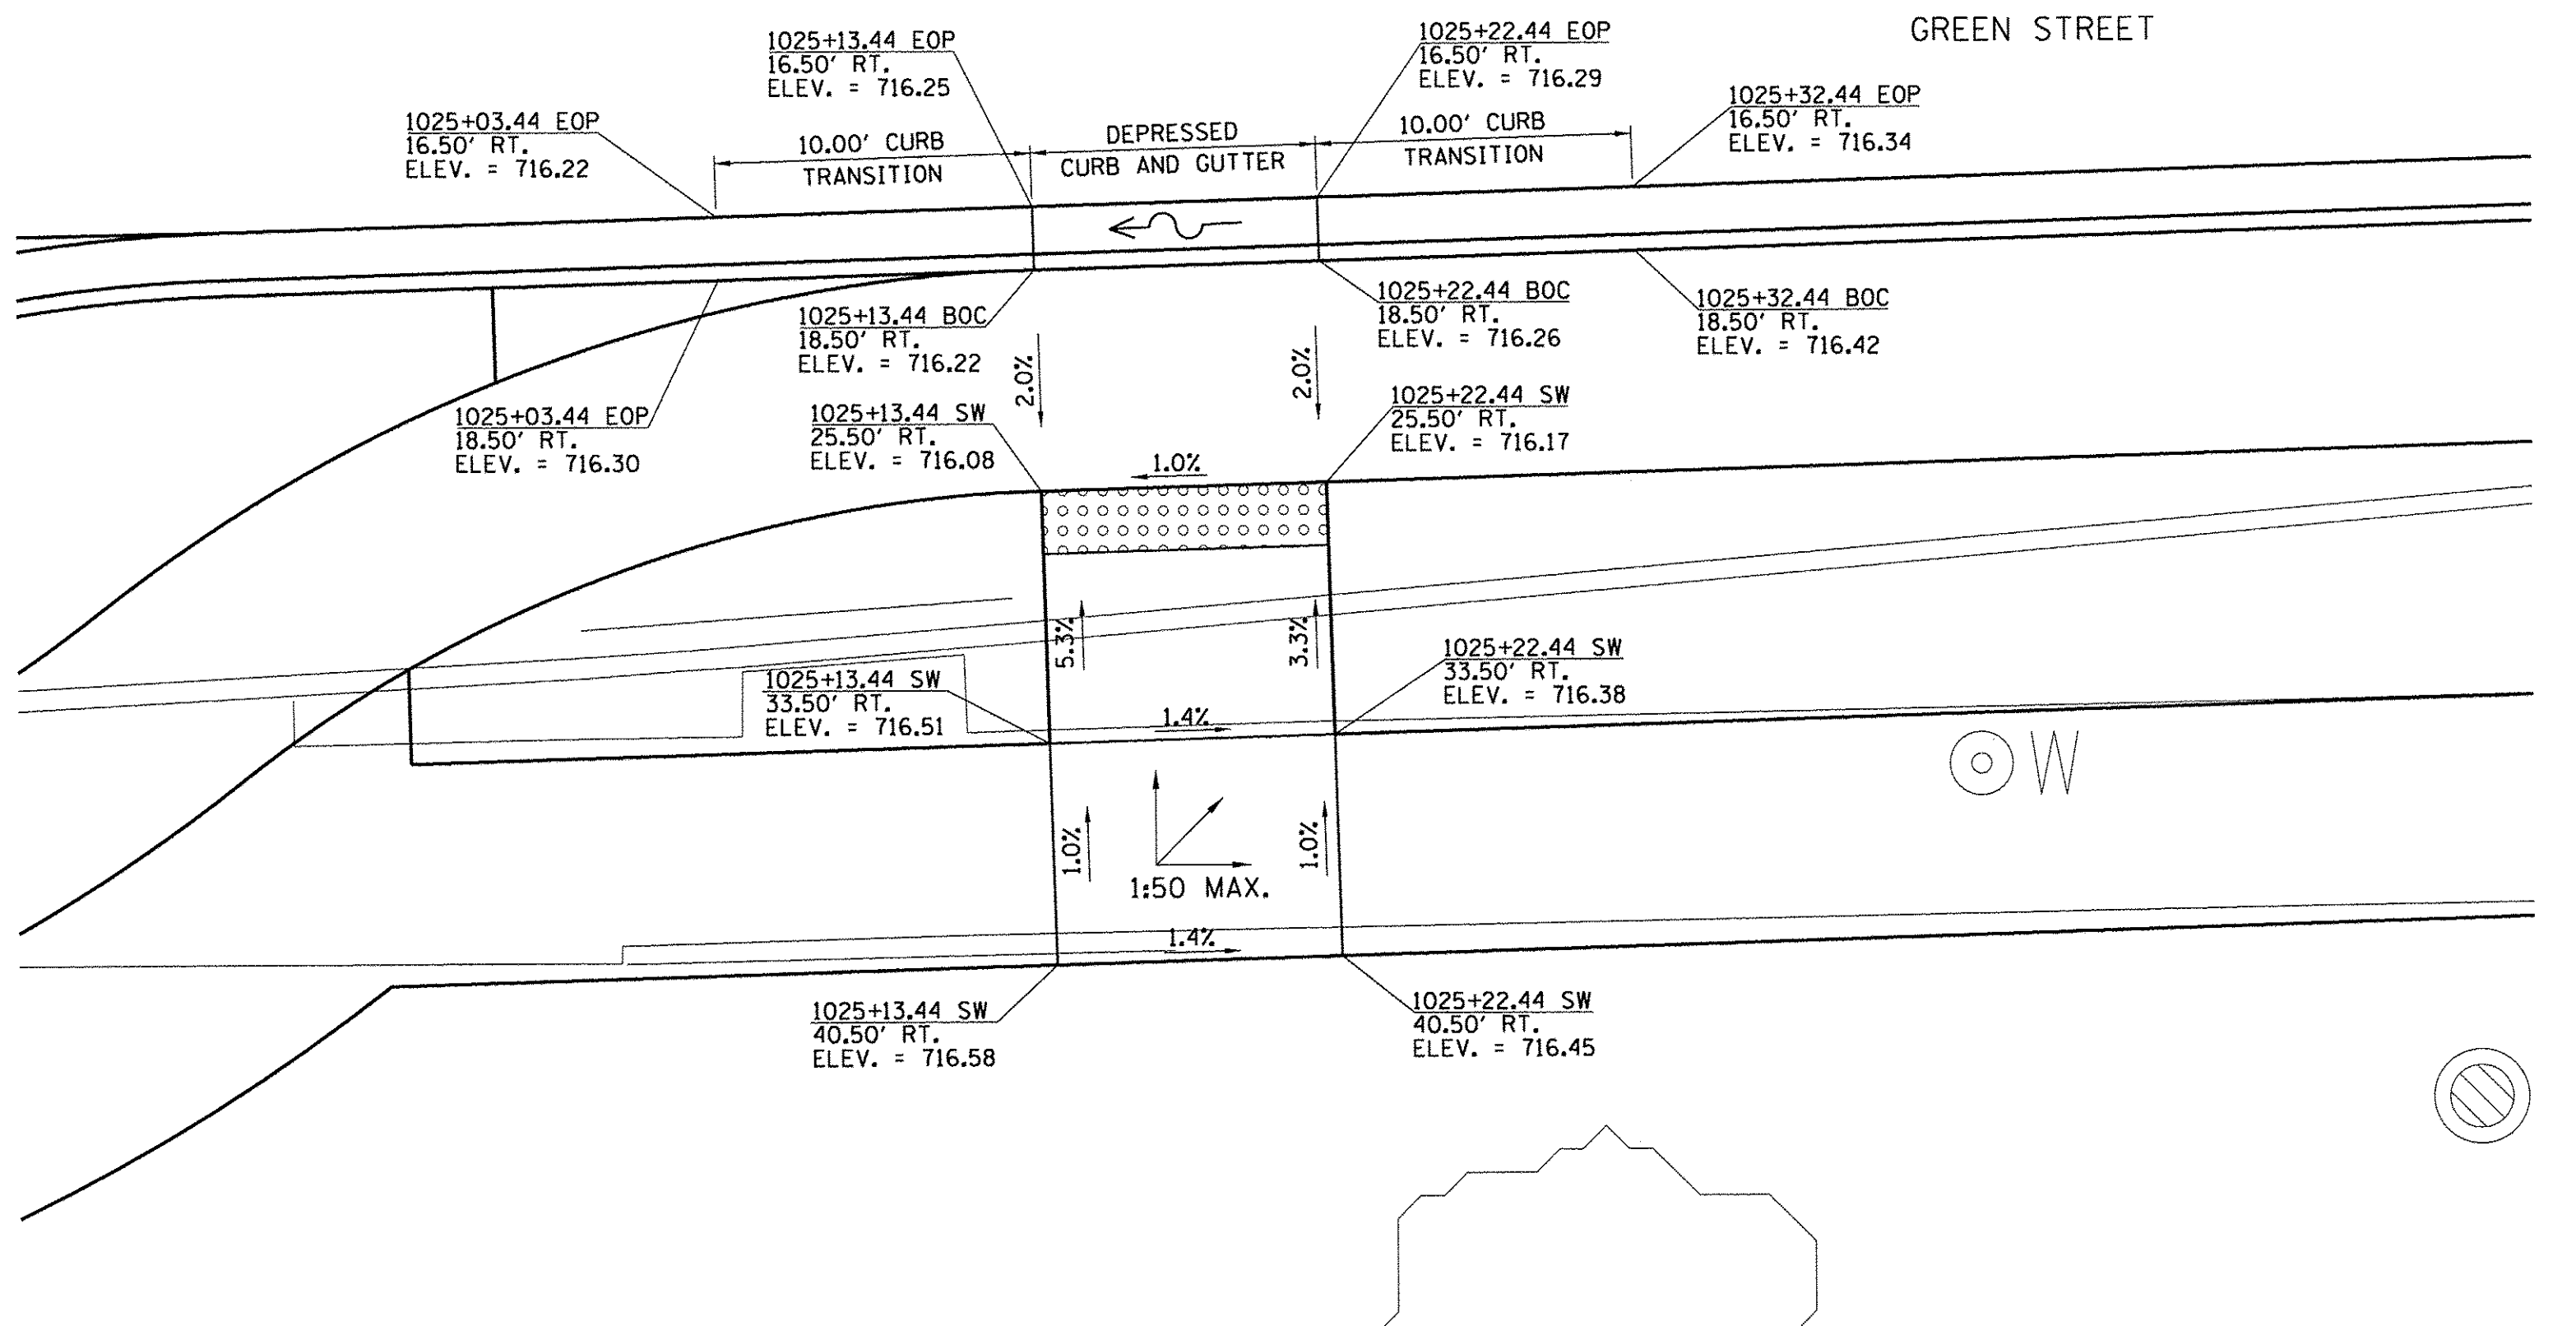 GREEN STREET
1025+13.44 EOP
16.50' RT.
ELEV. = 716.25
1025+22.44 EOP
16.50' RT.
ELEV. = 716.29
1025+03.44 EOP
16.50' RT.
ELEV. = 716.22
10.00' CURB
TRANSITION
DEPRESSED
CURB AND GUTTER
10.00' CURB
TRANSITION
1025+32.44 EOP
16.50' RT.
ELEV. = 716.34
1025+13.44 BOC
18.50' RT.
ELEV. = 716.22
1025+22.44 BOC
18.50' RT.
ELEV. = 716.26
1025+32.44 BOC
18.50' RT.
ELEV. = 716.42
2.0%
2.0%
1025+03.44 EOP
18.50' RT.
ELEV. = 716.30
1025+13.44 SW
25.50' RT.
ELEV. = 716.08
1025+22.44 SW
25.50' RT.
ELEV. = 716.17
1.0%
5.3%
3.3%
1025+13.44 SW
33.50' RT.
ELEV. = 716.51
1025+22.44 SW
33.50' RT.
ELEV. = 716.38
1.4%
W
1.0%
1.0%
1:50 MAX.
1.4%
1025+13.44 SW
40.50' RT.
ELEV. = 716.58
1025+22.44 SW
40.50' RT.
ELEV. = 716.45